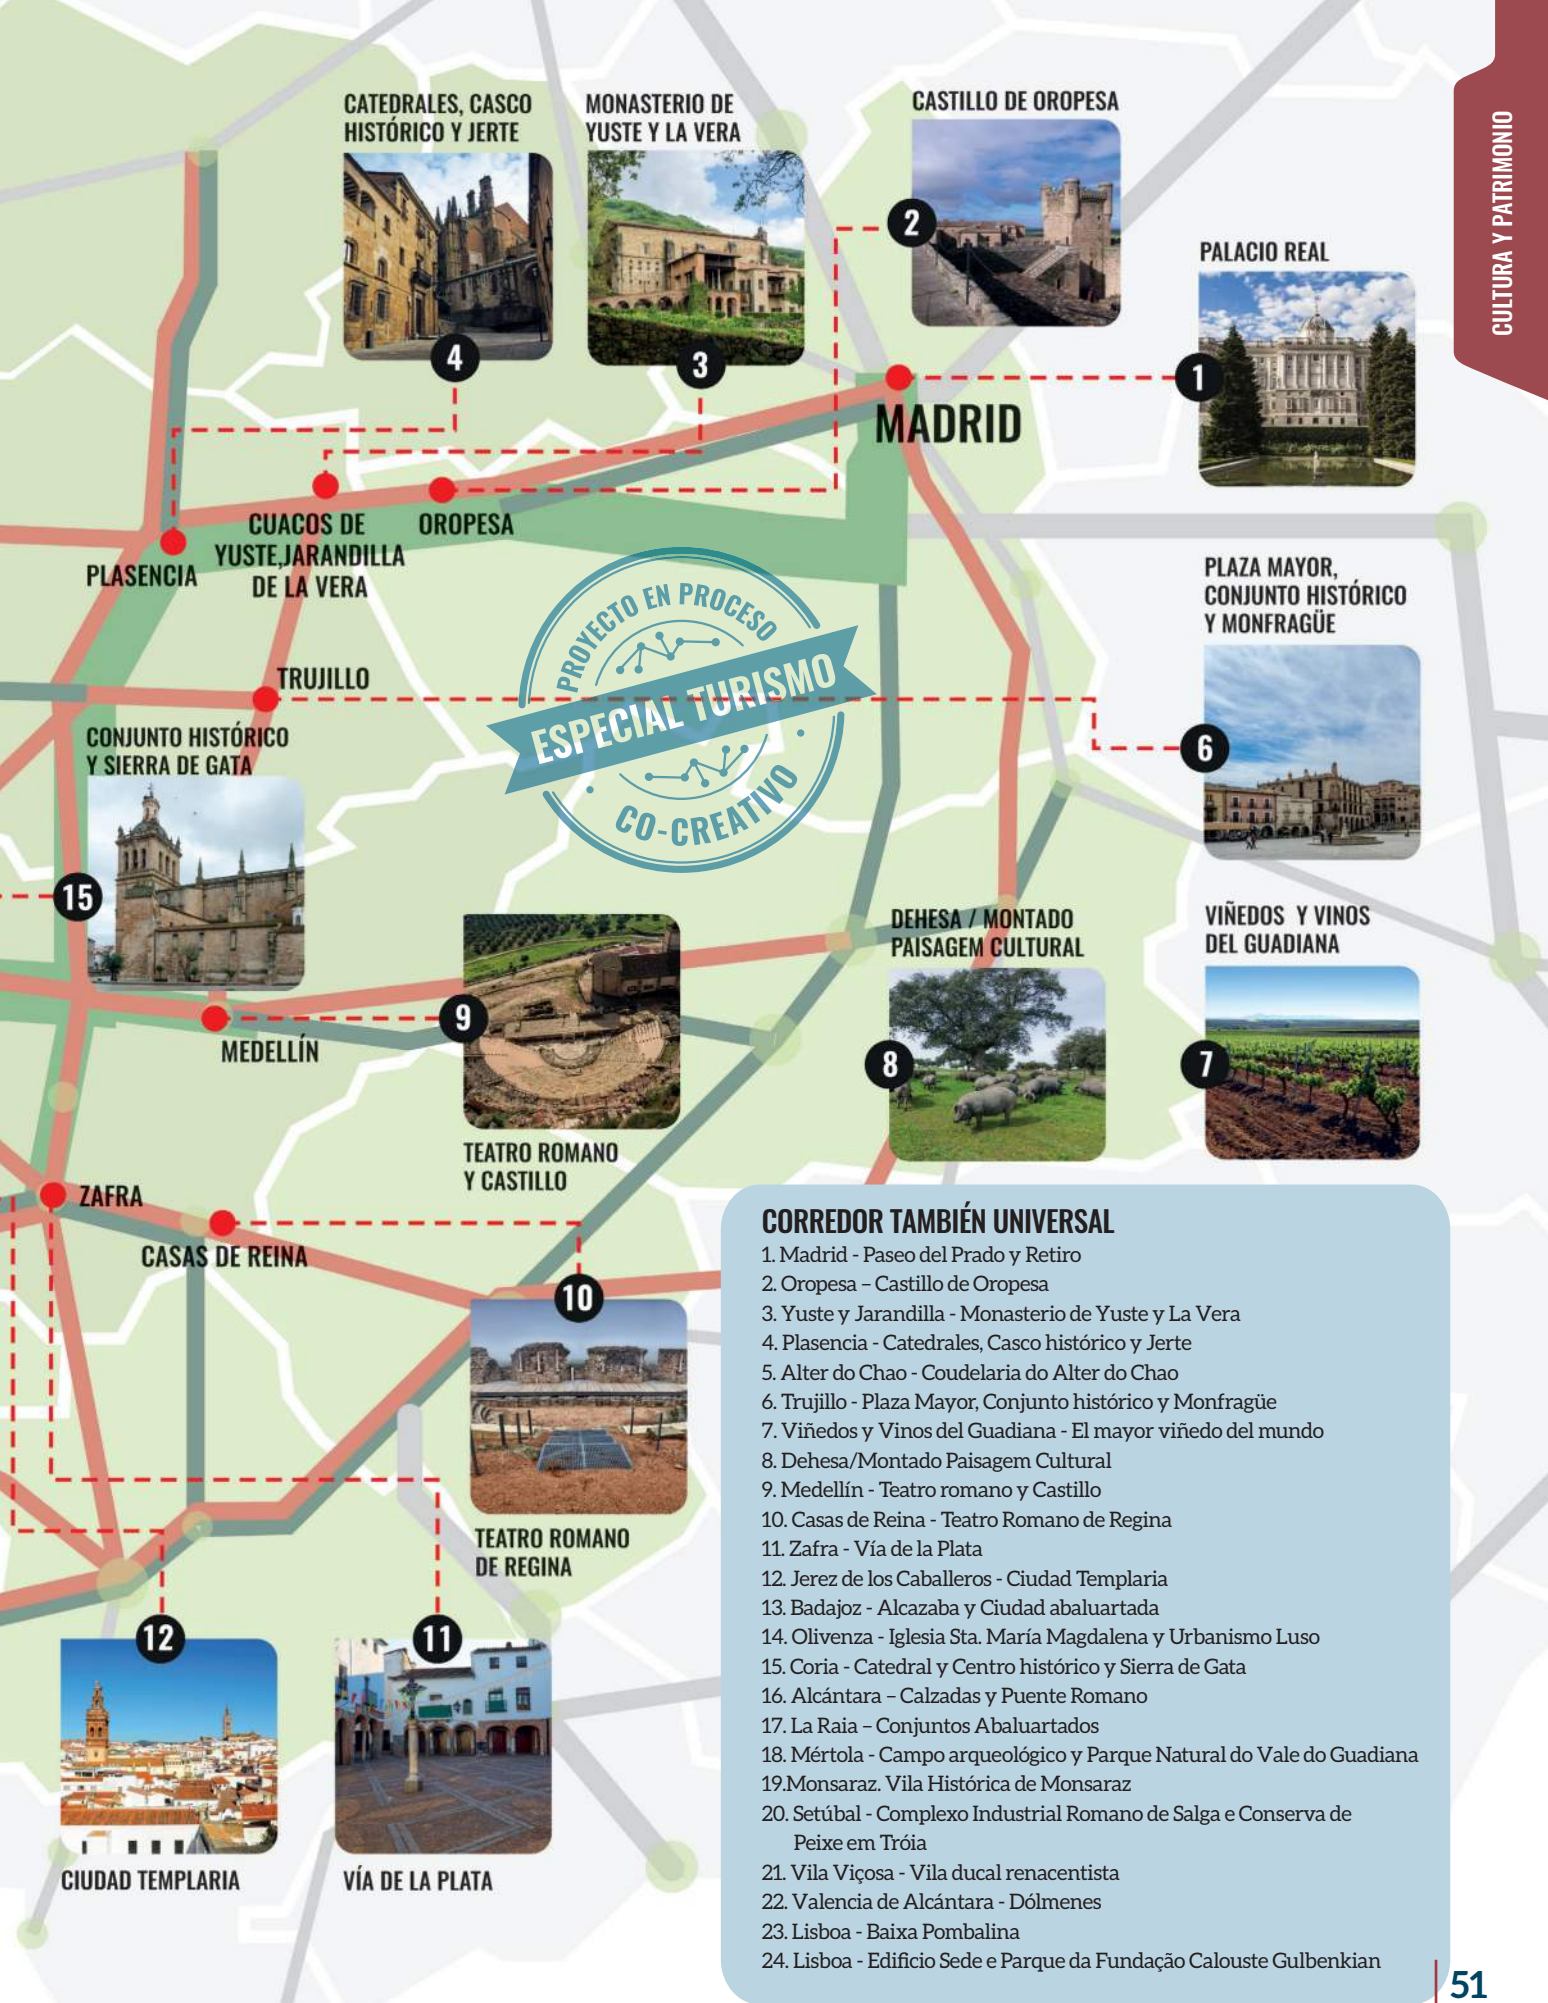 CULTURA Y PATRIMONIO
CATEDRALES, CASCO
HISTÓRICO Y JERTE
4
MONASTERIO DE
YUSTE Y LA VERA
3
CASTILLO DE OROPESA
2
PALACIO REAL
1
MADRID
CUACOS DE
YUSTE,JARANDILLA
DE LA VERA
OROPESA
PLASENCIA
PROYECTO EN PROCESO
ESPECIAL TURISMO
CO-CREATIVO
PLAZA MAYOR,
CONJUNTO HISTÓRICO
Y MONFRAGÜE
6
TRUJILLO
CONJUNTO HISTÓRICO
Y SIERRA DE GATA
15
DEHESA / MONTADO
PAISAGEM CULTURAL
8
VIÑEDOS Y VINOS
DEL GUADIANA
7
9
MEDELLÍN
TEATRO ROMANO
Y CASTILLO
ZAFRA
CASAS DE REINA
10
TEATRO ROMANO
DE REGINA
12
CIUDAD TEMPLARIA
11
VÍA DE LA PLATA
CORREDOR TAMBIÉN UNIVERSAL
1. Madrid - Paseo del Prado y Retiro
2. Oropesa – Castillo de Oropesa
3. Yuste y Jarandilla - Monasterio de Yuste y La Vera
4. Plasencia - Catedrales, Casco histórico y Jerte
5. Alter do Chao - Coudelaria do Alter do Chao
6. Trujillo - Plaza Mayor, Conjunto histórico y Monfragüe
7. Viñedos y Vinos del Guadiana - El mayor viñedo del mundo
8. Dehesa/Montado Paisagem Cultural
9. Medellín - Teatro romano y Castillo
10. Casas de Reina - Teatro Romano de Regina
11. Zafra - Vía de la Plata
12. Jerez de los Caballeros - Ciudad Templaria
13. Badajoz - Alcazaba y Ciudad abaluartada
14. Olivenza - Iglesia Sta. María Magdalena y Urbanismo Luso
15. Coria - Catedral y Centro histórico y Sierra de Gata
16. Alcántara – Calzadas y Puente Romano
17. La Raia – Conjuntos Abaluartados
18. Mértola - Campo arqueológico y Parque Natural do Vale do Guadiana
19.Monsaraz. Vila Histórica de Monsaraz
20. Setúbal - Complexo Industrial Romano de Salga e Conserva de
Peixe em Tróia
21. Vila Viçosa - Vila ducal renacentista
22. Valencia de Alcántara - Dólmenes
23. Lisboa - Baixa Pombalina
24. Lisboa - Edificio Sede e Parque da Fundação Calouste Gulbenkian
51